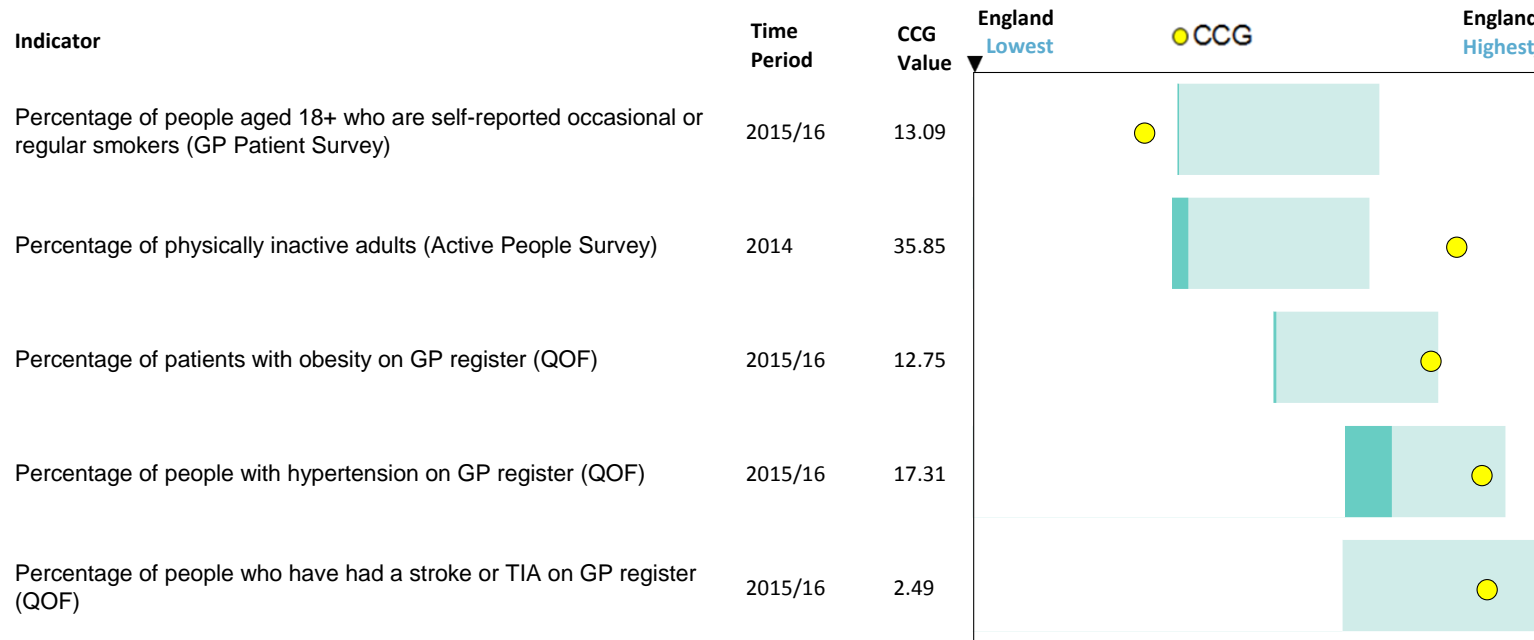 Indicator
Time Period
CCG Value
England Lowest
CCG
England Highest
Percentage of people aged 18+ who are self-reported occasional or
regular smokers (GP Patient Survey)
2015/16
13.09
Percentage of physically inactive adults (Active People Survey)
2014
35.85
Percentage of patients with obesity on GP register (QOF)
2015/16
12.75
Percentage of people with hypertension on GP register (QOF)
2015/16
17.31
Percentage of people who have had a stroke or TIA on GP register
(QOF)
2015/16
2.49